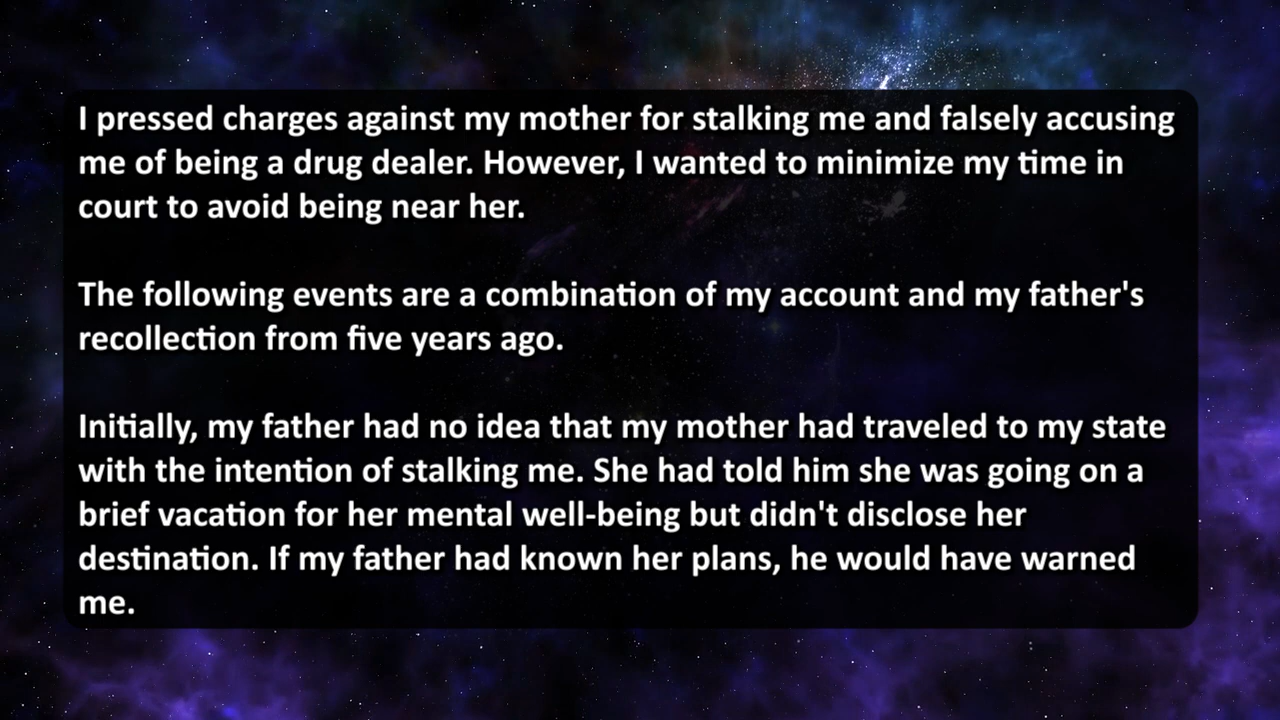 I pressed charges against my mother for stalking me and falsely accusing
me of being a drug dealer. However, I wanted to minimize my time in
court to avoid being near her.
The following events are a combination of my account and my father's
recollection from five years ago.
Initially, my father had no idea that my mother had traveled to my state
with the intention of stalking me. She had told him she was going on a
brief vacation for her mental well-being but didn't disclose her
destination. If my father had known her plans, he would have warned
me.